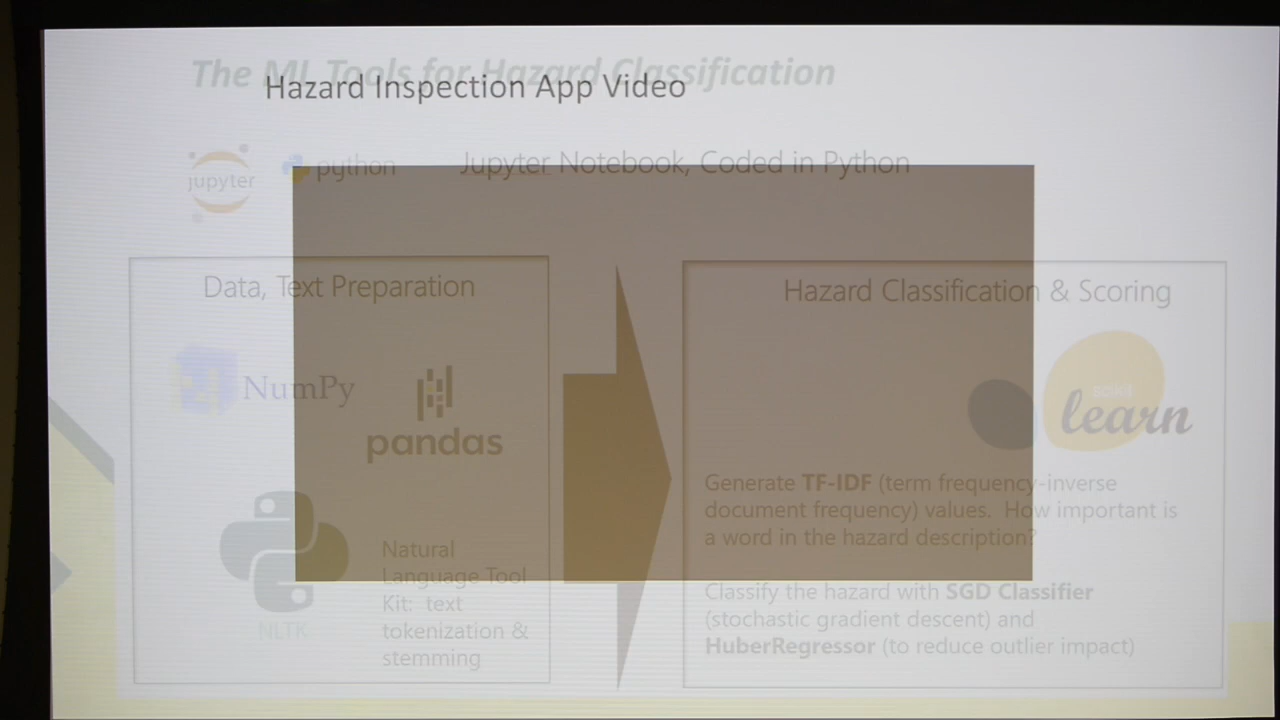 The ML Tools for Hazard Classification
Hazard Inspection App Video
jupyter
python
Jupyter Notebook, Coded in Python
Data, Text Preparation
NumPy
pandas
NLTK
Natural
Language Tool
Kit: text
tokenization &
stemming
Hazard Classification & Scoring
scikit
learn
Generate TF-IDF (term frequency-inverse
document frequency) values. How important is
a word in the hazard description?
Classify the hazard with SGD Classifier
(stochastic gradient descent) and
HuberRegressor (to reduce outlier impact)